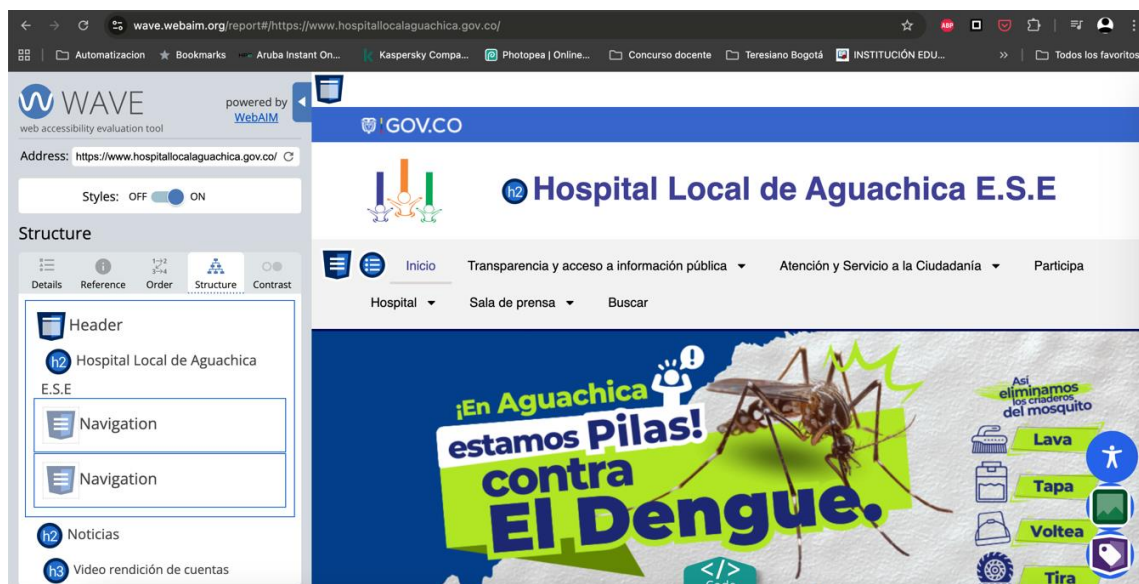 wave.webaim.org/report#/https://www.hospitallocalaguachica.gov.co/
Automatizacion Bookmarks Aruba Instant On... Kaspersky Compa... Photopea | Online... Concurso docente Teresiano Bogotá INSTITUCIÓN EDU... » Todos los favoritos
WAVE
web accessibility evaluation tool
powered by
WebAIM
Address: https://www.hospitallocalaguachica.gov.co/
Styles: OFF ON
Structure
Details Reference Order Structure Contrast
Header
h2 Hospital Local de Aguachica
E.S.E
Navigation
Navigation
h2 Noticias
h3 Video rendición de cuentas
GOV.CO
h2 Hospital Local de Aguachica E.S.E
Inicio Transparencia y acceso a información pública Atención y Servicio a la Ciudadanía Participa
Hospital Sala de prensa Buscar
¡En Aguachica
estamos Pilas!
contra
El Dengue.
Así
eliminamos
los criaderos
del mosquito
Lava
Tapa
Voltea
Tira
</>
Code